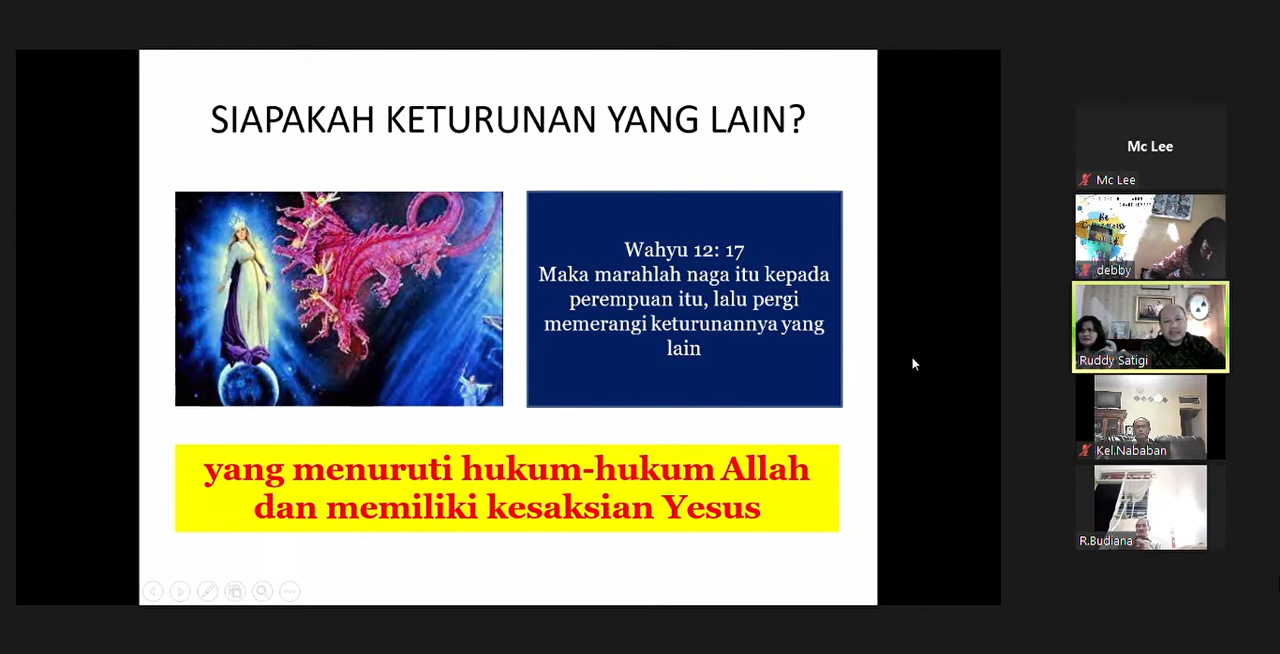 SIAPAKAH KETURUNAN YANG LAIN?
Wahyu 12: 17
Maka marahlah naga itu kepada
perempuan itu, lalu pergi
memerangi keturunannya yang
lain
yang menuruti hukum-hukum Allah
dan memiliki kesaksian Yesus
Mc Lee
Mc Lee
debby
Ruddy Satigi
Kel.Nababan
R.Budiana